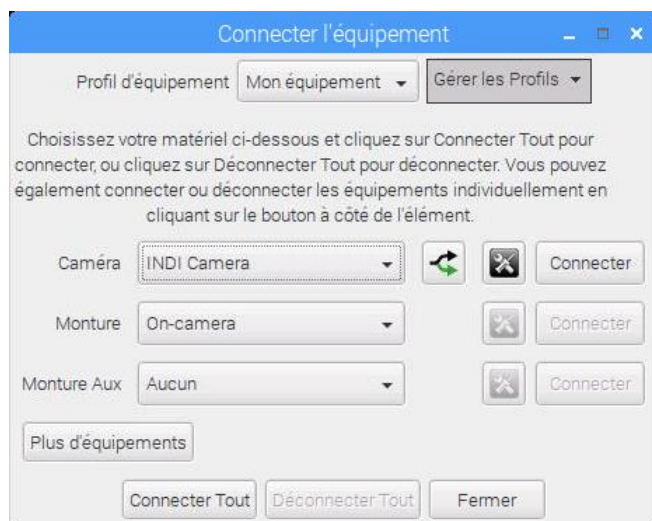 Connecter l'équipement
Profil d'équipement Mon équipement Gérer les Profils
Choisissez votre matériel ci-dessous et cliquez sur Connecter Tout pour
connecter, ou cliquez sur Déconnecter Tout pour déconnecter. Vous pouvez
également connecter ou déconnecter les équipements individuellement en
cliquant sur le bouton à côté de l'élément.
Caméra INDI Camera Connecter
Monture On-camera Connecter
Monture Aux Aucun Connecter
Plus d'équipements
Connecter Tout Déconnecter Tout Fermer